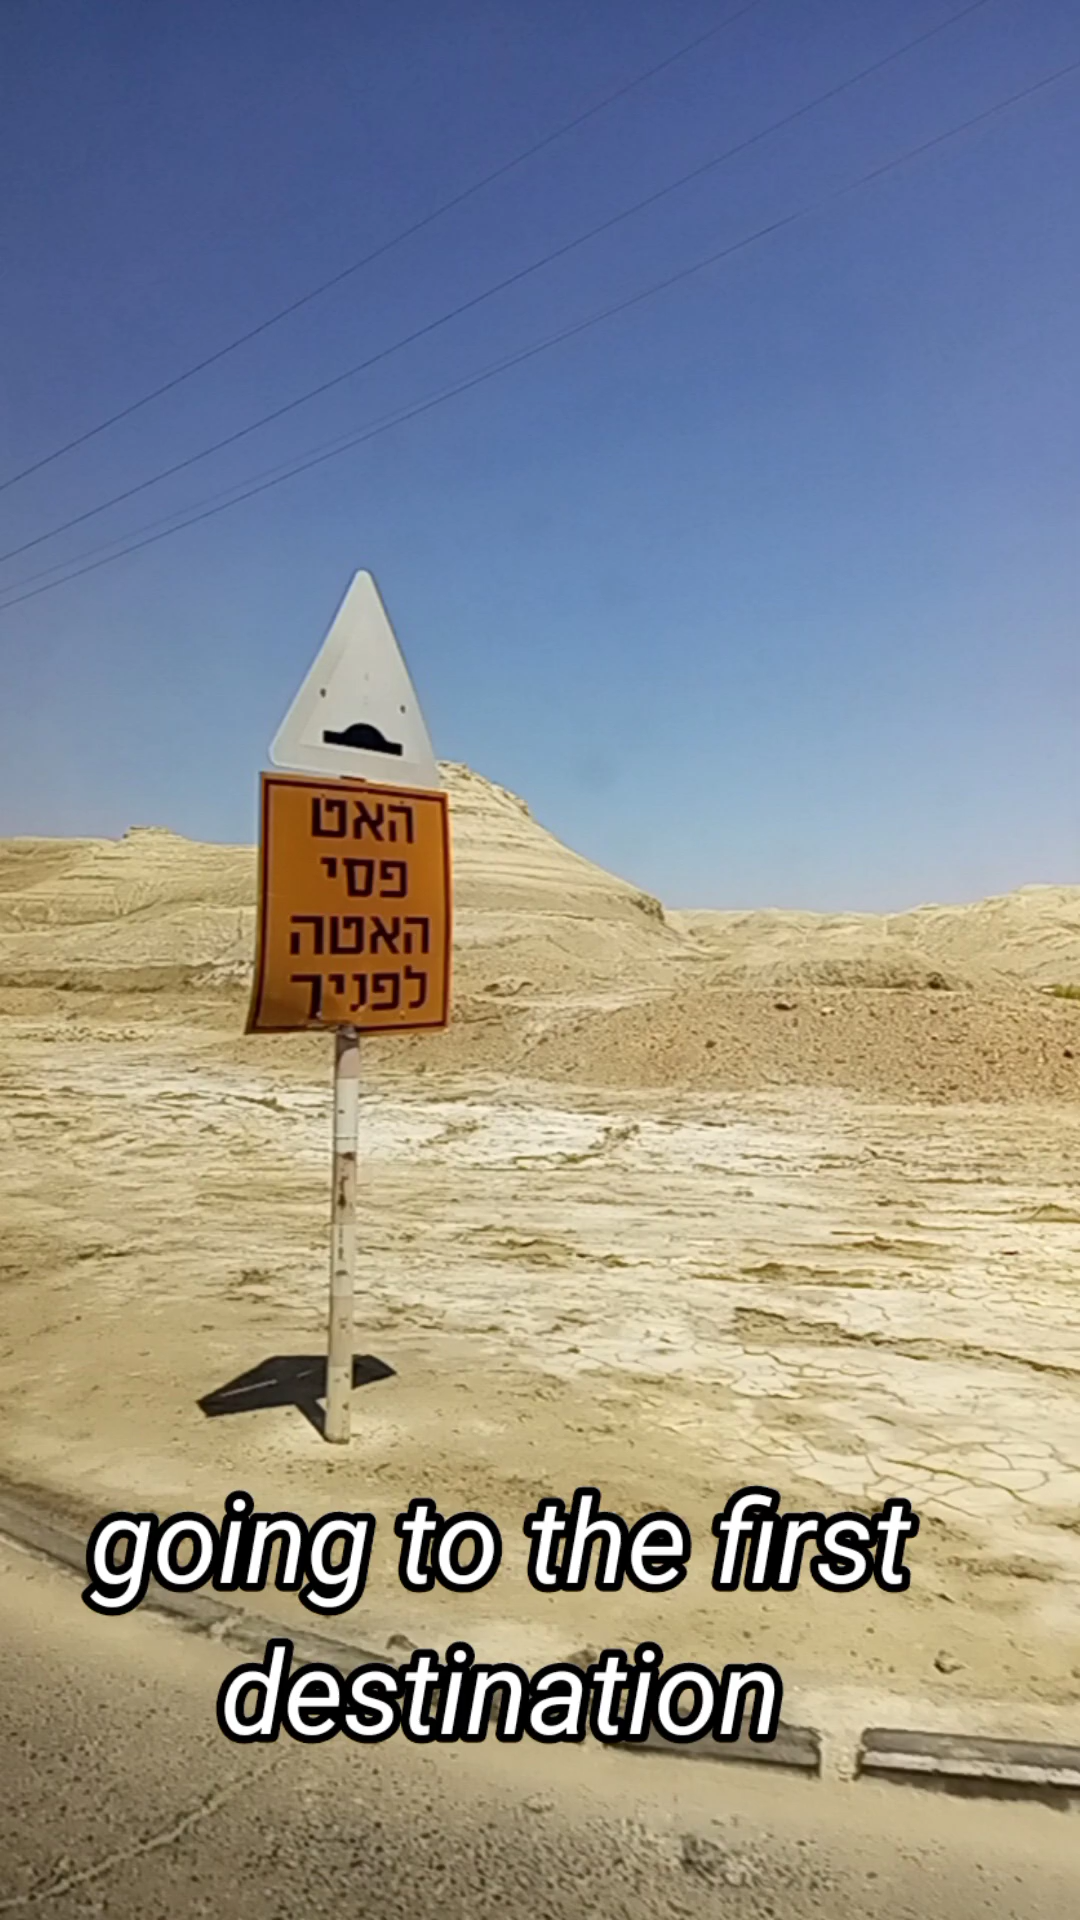 האט
פסי
האטה
לפניך
going to the first
destination